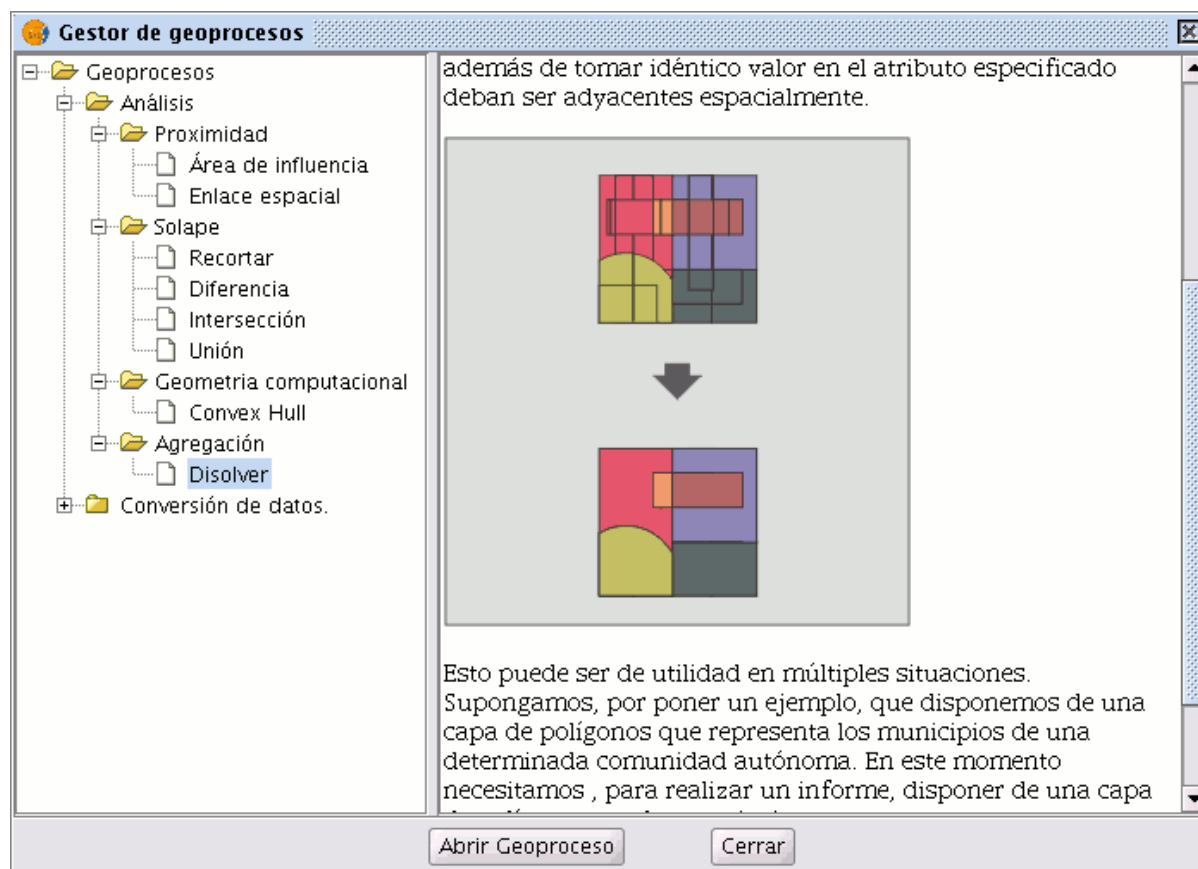 Gestor de geoprocesos
Geoprocesos
Análisis
Proximidad
Área de influencia
Enlace espacial
Solape
Recortar
Diferencia
Intersección
Unión
Geometria computacional
Convex Hull
Agregación
Disolver
Conversión de datos.
además de tomar idéntico valor en el atributo especificado
deban ser adyacentes espacialmente.
Esto puede ser de utilidad en múltiples situaciones.
Supongamos, por poner un ejemplo, que disponemos de una
capa de polígonos que representa los municipios de una
determinada comunidad autónoma. En este momento
necesitamos , para realizar un informe, disponer de una capa
Abrir Geoproceso
Cerrar